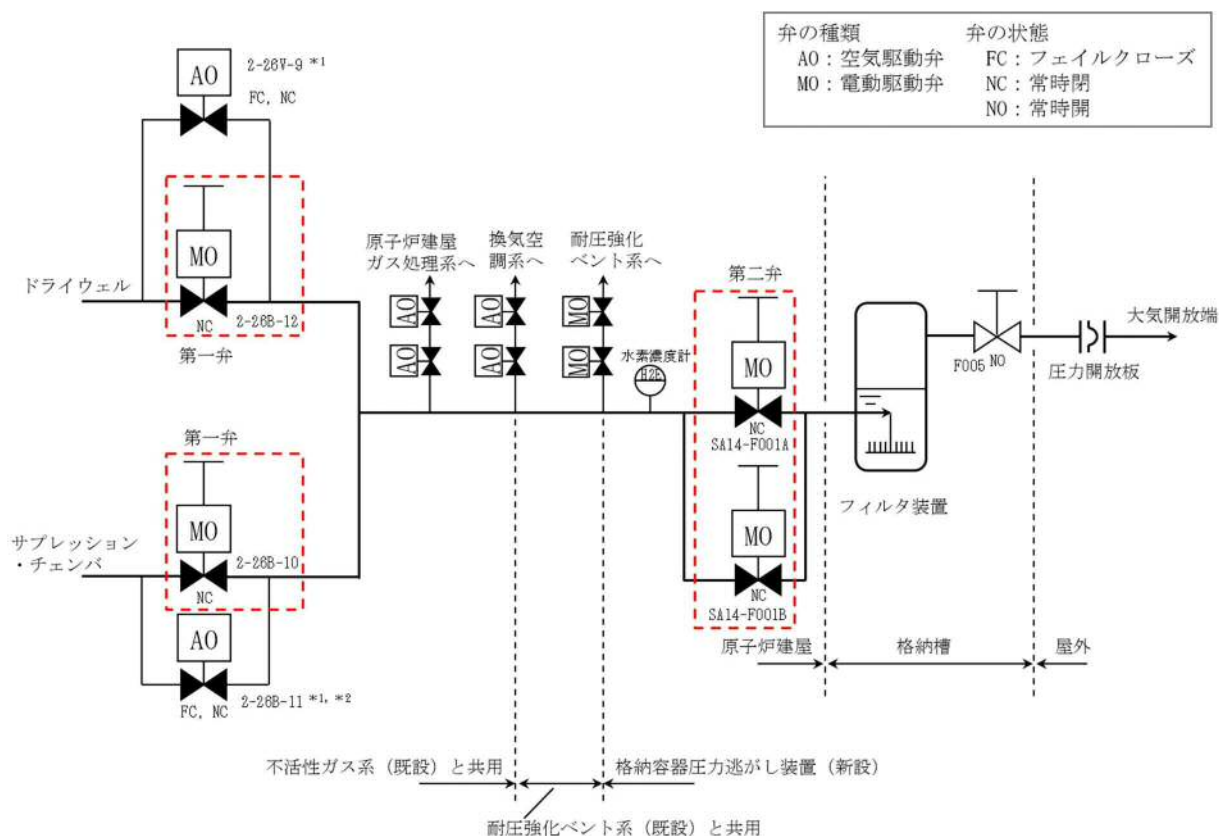 弁の種類　弁の状態
AO：空気駆動弁　FC：フェイルクローズ
MO：電動駆動弁　NC：常時閉
NO：常時開
AO
2-26V-9 *1
FC, NC
MO
ドライウェル
NC
2-26B-12
第一弁
原子炉建屋
ガス処理系へ
換気空
調系へ
耐圧強化
ベント系へ
AO
AO
MO
AO
AO
MO
水素濃度計
H2E
第二弁
MO
NC
SA14-F001A
MO
NC
SA14-F001B
フィルタ装置
F005
NO
圧力開放板
大気開放端
第一弁
MO
サプレッション
・チェンバ
2-26B-10
NC
AO
2-26B-11 *1, *2
FC, NC
原子炉建屋
格納槽
屋外
不活性ガス系（既設）と共用
格納容器圧力逃がし装置（新設）
耐圧強化ベント系（既設）と共用